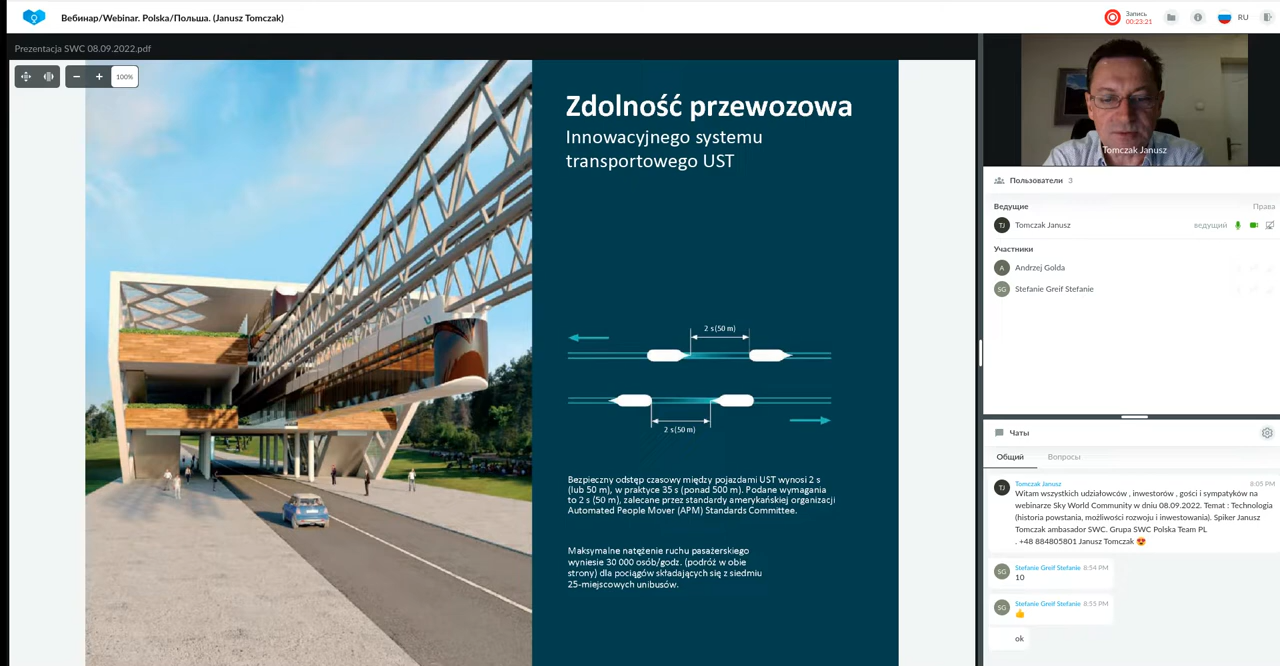 Вебинар/Webinar. Polska/Польша. (Janusz Tomczak)
Запись
00:23:21
RU
Prezentacja SWC 08.09.2022.pdf
100%
Zdolność przewozowa
Innowacyjnego systemu
transportowego UST
2 s (50 m)
2 s (50 m)
Bezpieczny odstęp czasowy między pojazdami UST wynosi 2 s
(lub 50 m), w praktyce 35 s (ponad 500 m). Podane wymagania
to 2 s (50 m), zalecane przez standardy amerykańskiej organizacji
Automated People Mover (APM) Standards Committee.
Maksymalne natężenie ruchu pasażerskiego
wyniesie 30 000 osób/godz. (podróż w obie
strony) dla pociągów składających się z siedmiu
25-miejscowych unibusów.
Tomczak Janusz
Пользователи 3
Ведущие Права
TJ Tomczak Janusz ведущий
Участники
A Andrzej Golda
SG Stefanie Greif Stefanie
Чаты
Общий Вопросы
TJ Tomczak Janusz 8:05 PM
Witam wszystkich udziałowców , inwestorów , gości i sympatyków na
webinarze Sky World Community w dniu 08.09.2022. Temat : Technologia
(historia powstania, możliwości rozwoju i inwestowania). Spiker Janusz
Tomczak ambasador SWC. Grupa SWC Polska Team PL
. +48 884805801 Janusz Tomczak 😍
SG Stefanie Greif Stefanie 8:54 PM
10
SG Stefanie Greif Stefanie 8:55 PM
👍
ok